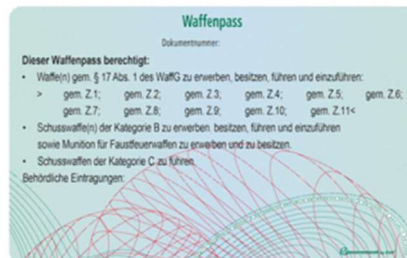 Waffenpass
Dokumentnummer:
Dieser Waffenpass berechtigt:
• Waffe(n) gem. § 17 Abs. 1 des WaffG zu erwerben, besitzen, führen und einzuführen:
> gem. Z.1; gem. Z.2; gem. Z.3; gem. Z.4; gem. Z.5; gem. Z.6;
gem. Z.7; gem. Z.8; gem. Z.9; gem. Z.10; gem. Z.11<
• Schusswaffe(n) der Kategorie B zu erwerben, besitzen, führen und einzuführen
sowie Munition für Faustfeuerwaffen zu erwerben und zu besitzen.
• Schusswaffen der Kategorie C zu führen.
Behördliche Eintragungen: